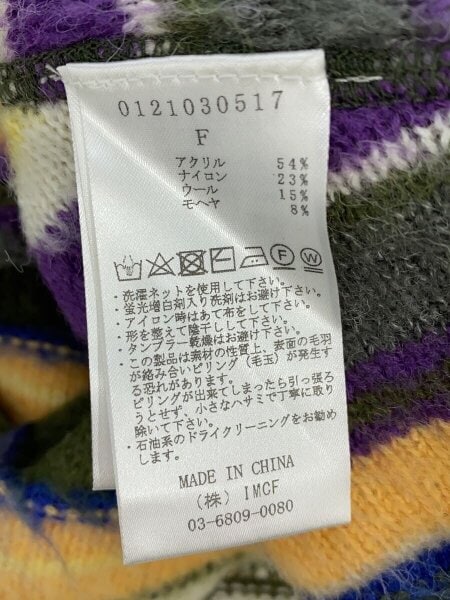 0121030517
F
アクリル 54%
ナイロン 23%
ウール 15%
モヘヤ 8%
F W
・洗濯ネットを使用して下さい。
・蛍光増白剤入り洗剤はお避け下さい。
・アイロン時はあて布をして下さい。
・形を整えて陰干しして下さい。
・タンブラー乾燥はお避け下さい。
・この製品は素材の性質上、表面の毛羽
が絡み合いピリング(毛玉)が発生す
る恐れがあります。
ピリングが出来てしまったら引っ張ろ
うとせず、小さなハサミで丁寧に取り
除いて下さい。
・石油系のドライクリーニングをお勧め
します。
MADE IN CHINA
(株) IMCF
03-6809-0080